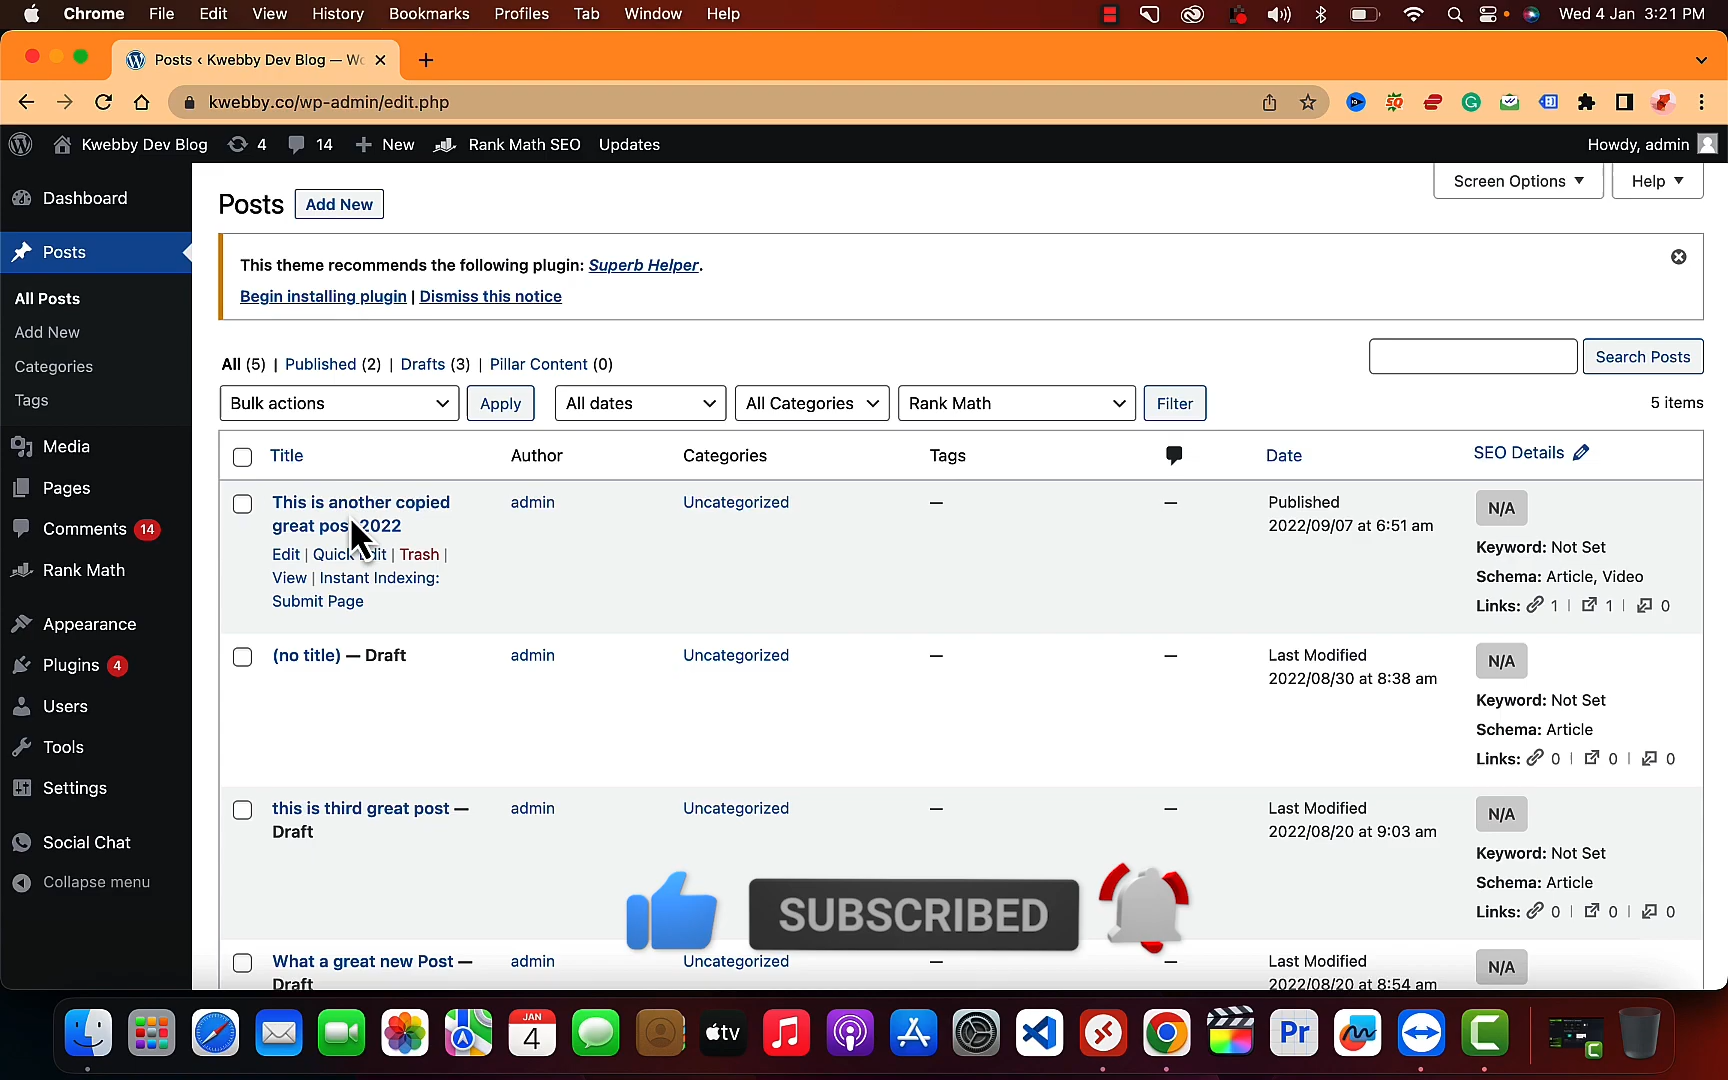 Chrome File Edit View History Bookmarks Profiles Tab Window Help Wed 4 Jan 3:21 PM
Posts ‹ Kwebby Dev Blog — Wo
kwebby.co/wp-admin/edit.php
Kwebby Dev Blog 4 14 New Rank Math SEO Updates Howdy, admin
Screen Options Help
Dashboard
Posts
All Posts
Add New
Categories
Tags
Media
Pages
Comments 14
Rank Math
Appearance
Plugins 4
Users
Tools
Settings
Social Chat
Collapse menu
Posts Add New
This theme recommends the following plugin: Superb Helper.
Begin installing plugin | Dismiss this notice
All (5) | Published (2) | Drafts (3) | Pillar Content (0)
Search Posts
Bulk actions Apply All dates All Categories Rank Math Filter 5 items
Title Author Categories Tags Date SEO Details
This is another copied admin Uncategorized — — Published N/A
great post 2022 2022/09/07 at 6:51 am
Keyword: Not Set
Edit | Quick Edit | Trash |
View | Instant Indexing: Schema: Article, Video
Submit Page Links: 1 | 1 | 0
(no title) — Draft admin Uncategorized — — Last Modified N/A
2022/08/30 at 8:38 am
Keyword: Not Set
Schema: Article
Links: 0 | 0 | 0
this is third great post — admin Uncategorized — — Last Modified N/A
Draft 2022/08/20 at 9:03 am
Keyword: Not Set
Schema: Article
Links: 0 | 0 | 0
SUBSCRIBED
What a great new Post — admin Uncategorized — — Last Modified N/A
Draft 2022/08/20 at 8:54 am
JAN
4
tv
Pr